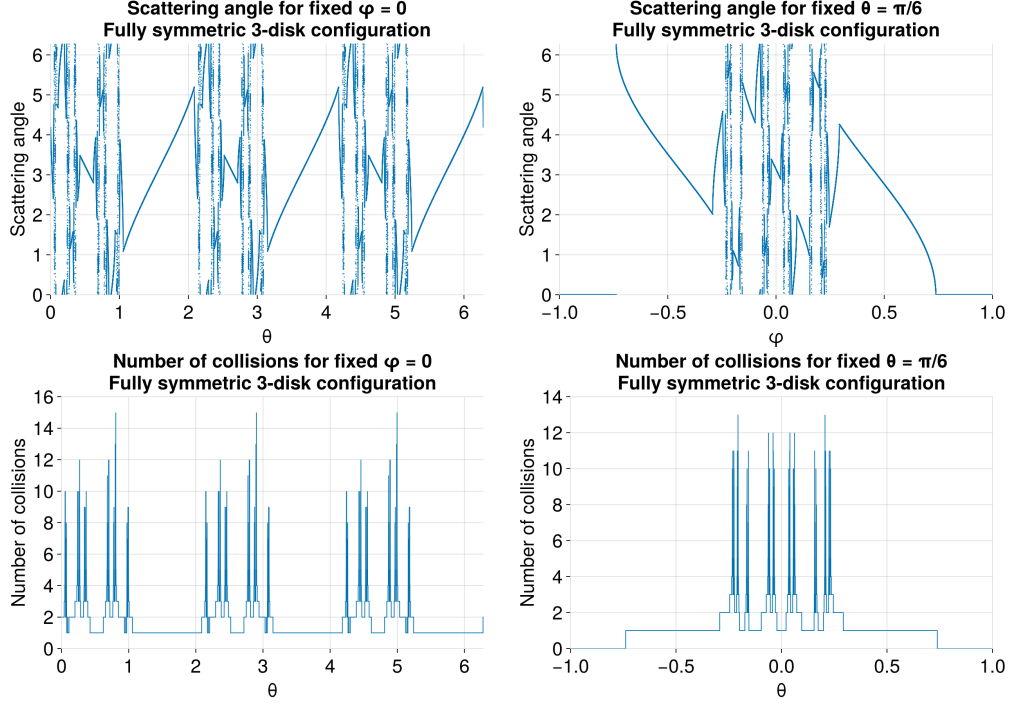 Scattering angle for fixed φ = 0
Fully symmetric 3-disk configuration
Scattering angle
6
5
4
3
2
1
0
0 1 2 3 4 5 6
θ
Scattering angle for fixed θ = π/6
Fully symmetric 3-disk configuration
Scattering angle
6
5
4
3
2
1
0
−1.0 −0.5 0.0 0.5 1.0
φ
Number of collisions for fixed φ = 0
Fully symmetric 3-disk configuration
Number of collisions
16
14
12
10
8
6
4
2
0
0 1 2 3 4 5 6
θ
Number of collisions for fixed θ = π/6
Fully symmetric 3-disk configuration
Number of collisions
14
12
10
8
6
4
2
0
−1.0 −0.5 0.0 0.5 1.0
θ